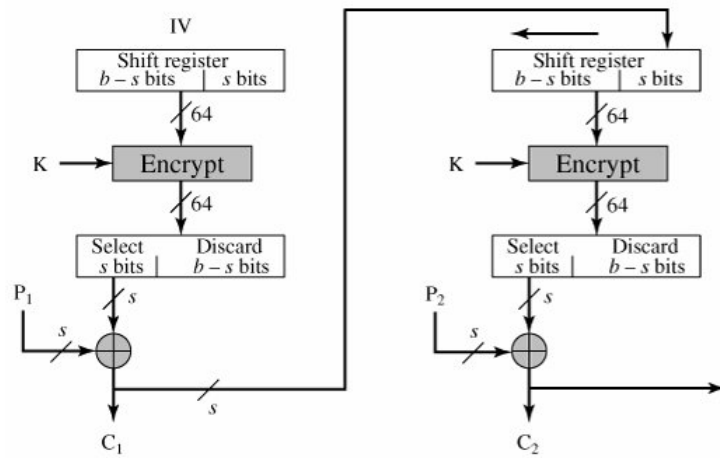 IV
Shift register
b – s bits | s bits
64
K
Encrypt
64
Select
s bits
Discard
b – s bits
P1
s
s
s
C1
Shift register
b – s bits | s bits
64
K
Encrypt
64
Select
s bits
Discard
b – s bits
P2
s
s
C2